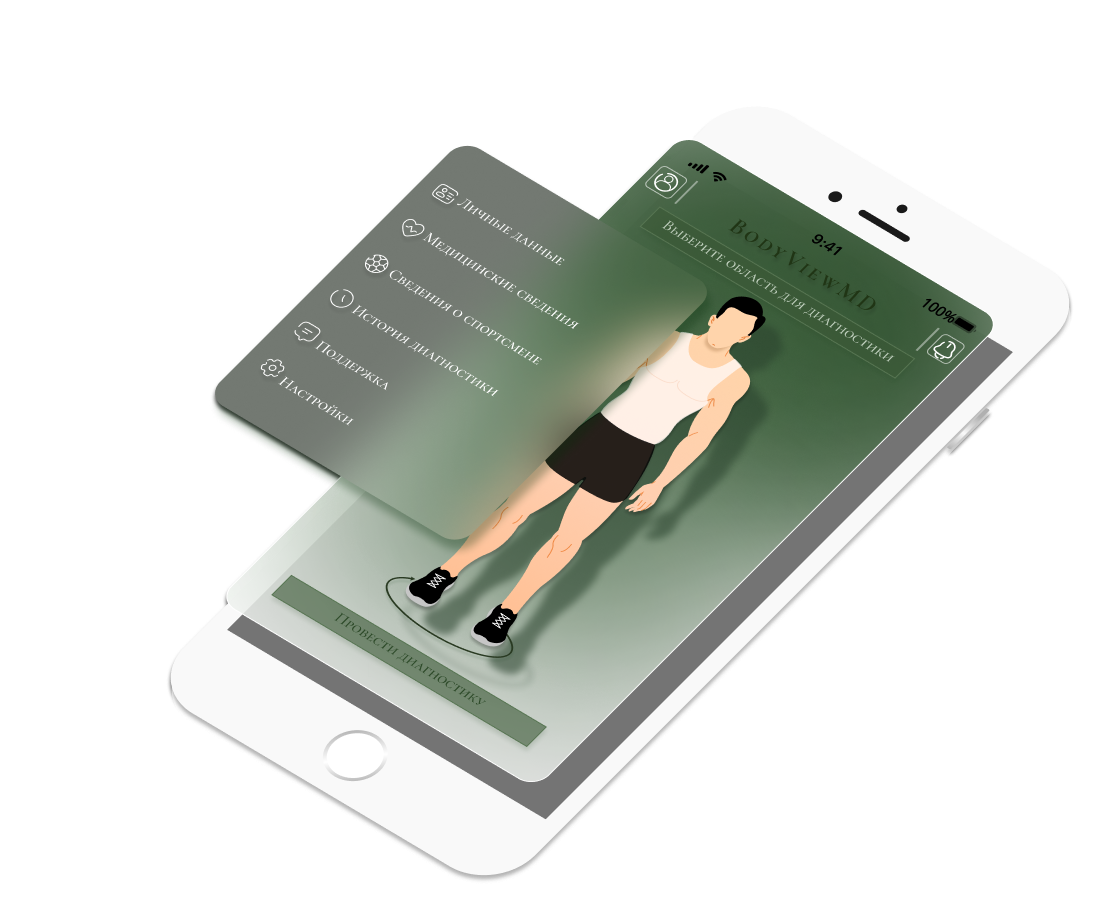 9:41
100%
BodyViewMD
Выберите область для диагностики
Личные данные
Медицинские сведения
Сведения о спортсмене
История диагностики
Поддержка
Настройки
Провести диагностику